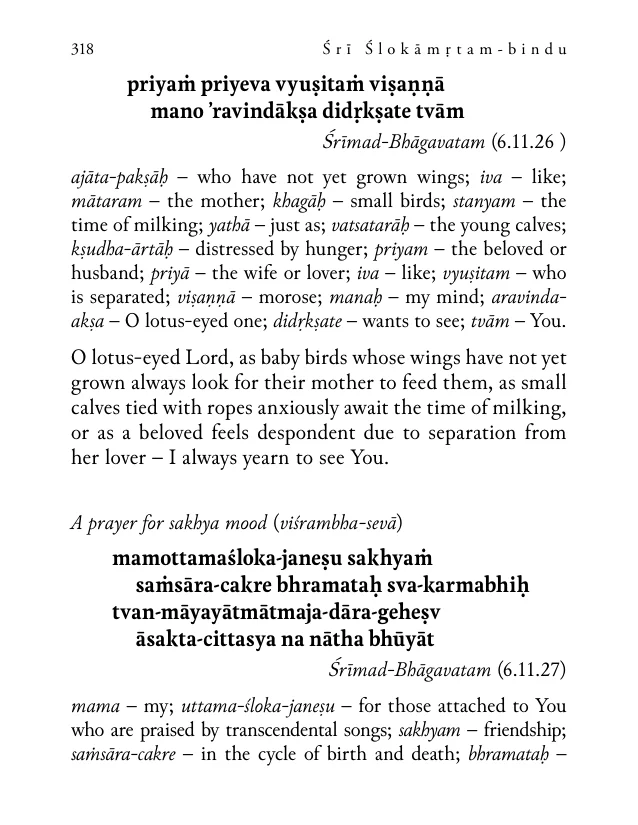 318 Śrī Ślokāmṛtam-bindu
priyaṁ priyeva vyuṣitaṁ viṣaṇṇā
mano ’ravindākṣa didṛkṣate tvām
Śrīmad-Bhāgavatam (6.11.26 )
ajāta-pakṣāḥ – who have not yet grown wings; iva – like;
mātaram – the mother; khagāḥ – small birds; stanyam – the
time of milking; yathā – just as; vatsatarāḥ – the young calves;
kṣudha-ārtāḥ – distressed by hunger; priyam – the beloved or
husband; priyā – the wife or lover; iva – like; vyuṣitam – who
is separated; viṣaṇṇā – morose; manaḥ – my mind; aravinda-
akṣa – O lotus-eyed one; didṛkṣate – wants to see; tvām – You.
O lotus-eyed Lord, as baby birds whose wings have not yet
grown always look for their mother to feed them, as small
calves tied with ropes anxiously await the time of milking,
or as a beloved feels despondent due to separation from
her lover – I always yearn to see You.
A prayer for sakhya mood (viśrambha-sevā)
mamottamaśloka-janeṣu sakhyaṁ
saṁsāra-cakre bhramataḥ sva-karmabhiḥ
tvan-māyayātmātmaja-dāra-geheṣv
āsakta-cittasya na nātha bhūyāt
Śrīmad-Bhāgavatam (6.11.27)
mama – my; uttama-śloka-janeṣu – for those attached to You
who are praised by transcendental songs; sakhyam – friendship;
saṁsāra-cakre – in the cycle of birth and death; bhramataḥ –